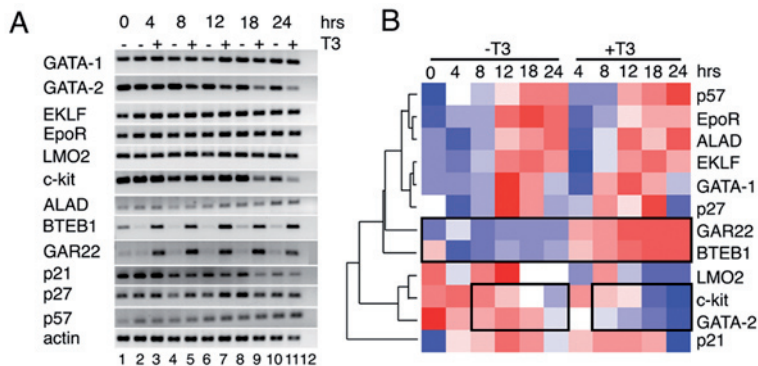 A
0 4 8 12 18 24 hrs
- - + - + - + - + - + T3
GATA-1
GATA-2
EKLF
EpoR
LMO2
c-kit
ALAD
BTEB1
GAR22
p21
p27
p57
actin
1 2 3 4 5 6 7 8 9 10 11 12
B
-T3 +T3
0 4 8 12 18 24 4 8 12 18 24 hrs
p57
EpoR
ALAD
EKLF
GATA-1
p27
GAR22
BTEB1
LMO2
c-kit
GATA-2
p21